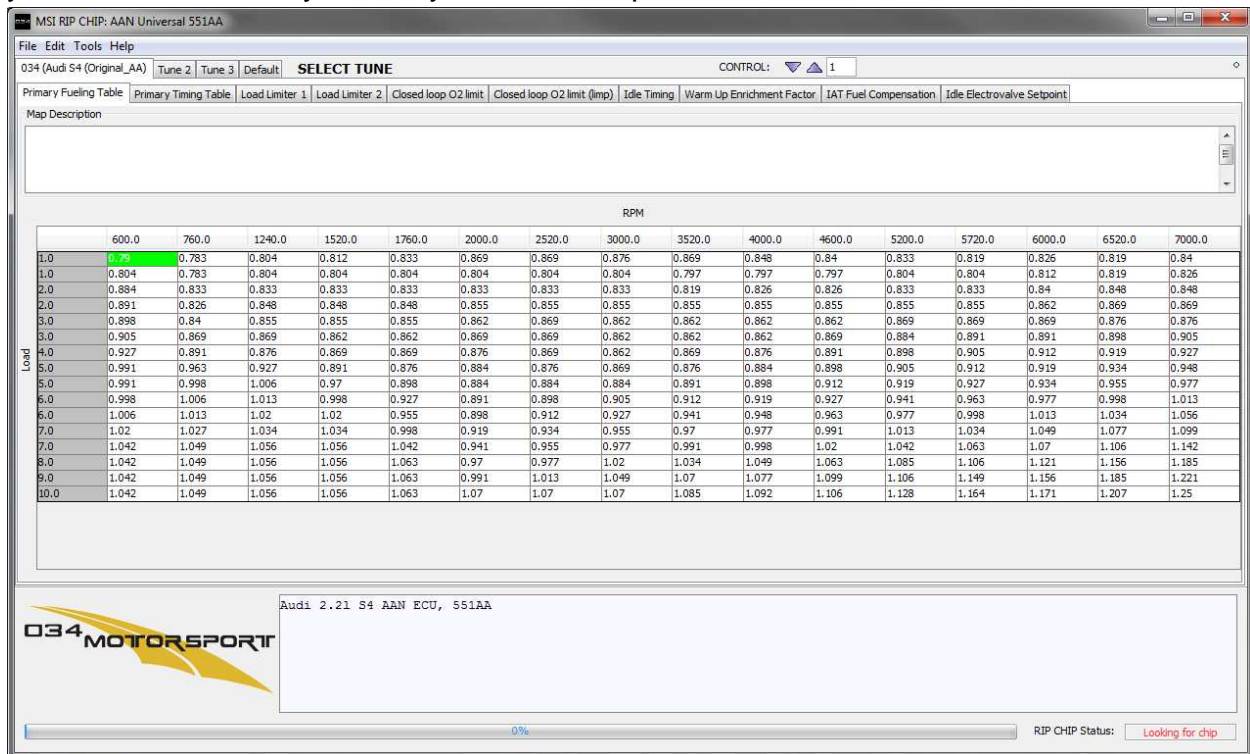 MSI RIP CHIP: AAN Universal 551AA
File Edit Tools Help
034 (Audi S4 (Original_AA) Tune 2 Tune 3 Default SELECT TUNE CONTROL: 1
Primary Fueling Table Primary Timing Table Load Limiter 1 Load Limiter 2 Closed loop O2 limit Closed loop O2 limit (limp) Idle Timing Warm Up Enrichment Factor IAT Fuel Compensation Idle Electrovalve Setpoint
Map Description
RPM
600.0 760.0 1240.0 1520.0 1760.0 2000.0 2520.0 3000.0 3520.0 4000.0 4600.0 5200.0 5720.0 6000.0 6520.0 7000.0
1.0 0.79 0.783 0.804 0.812 0.833 0.869 0.869 0.876 0.869 0.848 0.84 0.833 0.819 0.826 0.819 0.84
1.0 0.804 0.783 0.804 0.804 0.804 0.804 0.804 0.804 0.797 0.797 0.797 0.804 0.804 0.812 0.819 0.826
2.0 0.884 0.833 0.833 0.833 0.833 0.833 0.833 0.833 0.819 0.826 0.826 0.833 0.833 0.84 0.848 0.848
2.0 0.891 0.826 0.848 0.848 0.848 0.855 0.855 0.855 0.855 0.855 0.855 0.855 0.855 0.862 0.869 0.869
3.0 0.898 0.84 0.855 0.855 0.855 0.862 0.869 0.862 0.862 0.862 0.862 0.869 0.869 0.869 0.876 0.876
3.0 0.905 0.869 0.869 0.862 0.862 0.869 0.869 0.862 0.862 0.862 0.869 0.884 0.891 0.891 0.898 0.905
Load
4.0 0.927 0.891 0.876 0.869 0.869 0.876 0.869 0.862 0.869 0.876 0.891 0.898 0.905 0.912 0.919 0.927
5.0 0.991 0.963 0.927 0.891 0.876 0.884 0.876 0.869 0.876 0.884 0.898 0.905 0.912 0.919 0.934 0.948
5.0 0.991 0.998 1.006 0.97 0.898 0.884 0.884 0.884 0.891 0.898 0.912 0.919 0.927 0.934 0.955 0.977
6.0 0.998 1.006 1.013 0.998 0.927 0.891 0.898 0.905 0.912 0.919 0.927 0.941 0.963 0.977 0.998 1.013
6.0 1.006 1.013 1.02 1.02 0.955 0.898 0.912 0.927 0.941 0.948 0.963 0.977 0.998 1.013 1.034 1.056
7.0 1.02 1.027 1.034 1.034 0.998 0.919 0.934 0.955 0.97 0.977 0.991 1.013 1.034 1.049 1.077 1.099
7.0 1.042 1.049 1.056 1.056 1.042 0.941 0.955 0.977 0.991 0.998 1.02 1.042 1.063 1.07 1.106 1.142
8.0 1.042 1.049 1.056 1.056 1.063 0.97 0.977 1.02 1.034 1.049 1.063 1.085 1.106 1.121 1.156 1.185
9.0 1.042 1.049 1.056 1.056 1.063 0.991 1.013 1.049 1.07 1.077 1.099 1.106 1.149 1.156 1.185 1.221
10.0 1.042 1.049 1.056 1.056 1.063 1.07 1.07 1.07 1.085 1.092 1.106 1.128 1.164 1.171 1.207 1.25
Audi 2.2l S4 AAN ECU, 551AA
034 MOTORSPORT
0%
RIP CHIP Status: Looking for chip